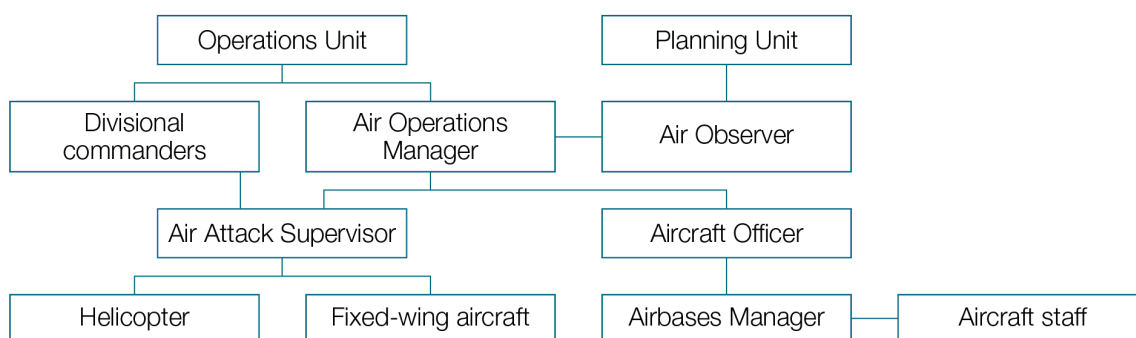 Operations Unit
Planning Unit
Divisional
commanders
Air Operations
Manager
Air Observer
Air Attack Supervisor
Aircraft Officer
Helicopter
Fixed-wing aircraft
Airbases Manager
Aircraft staff